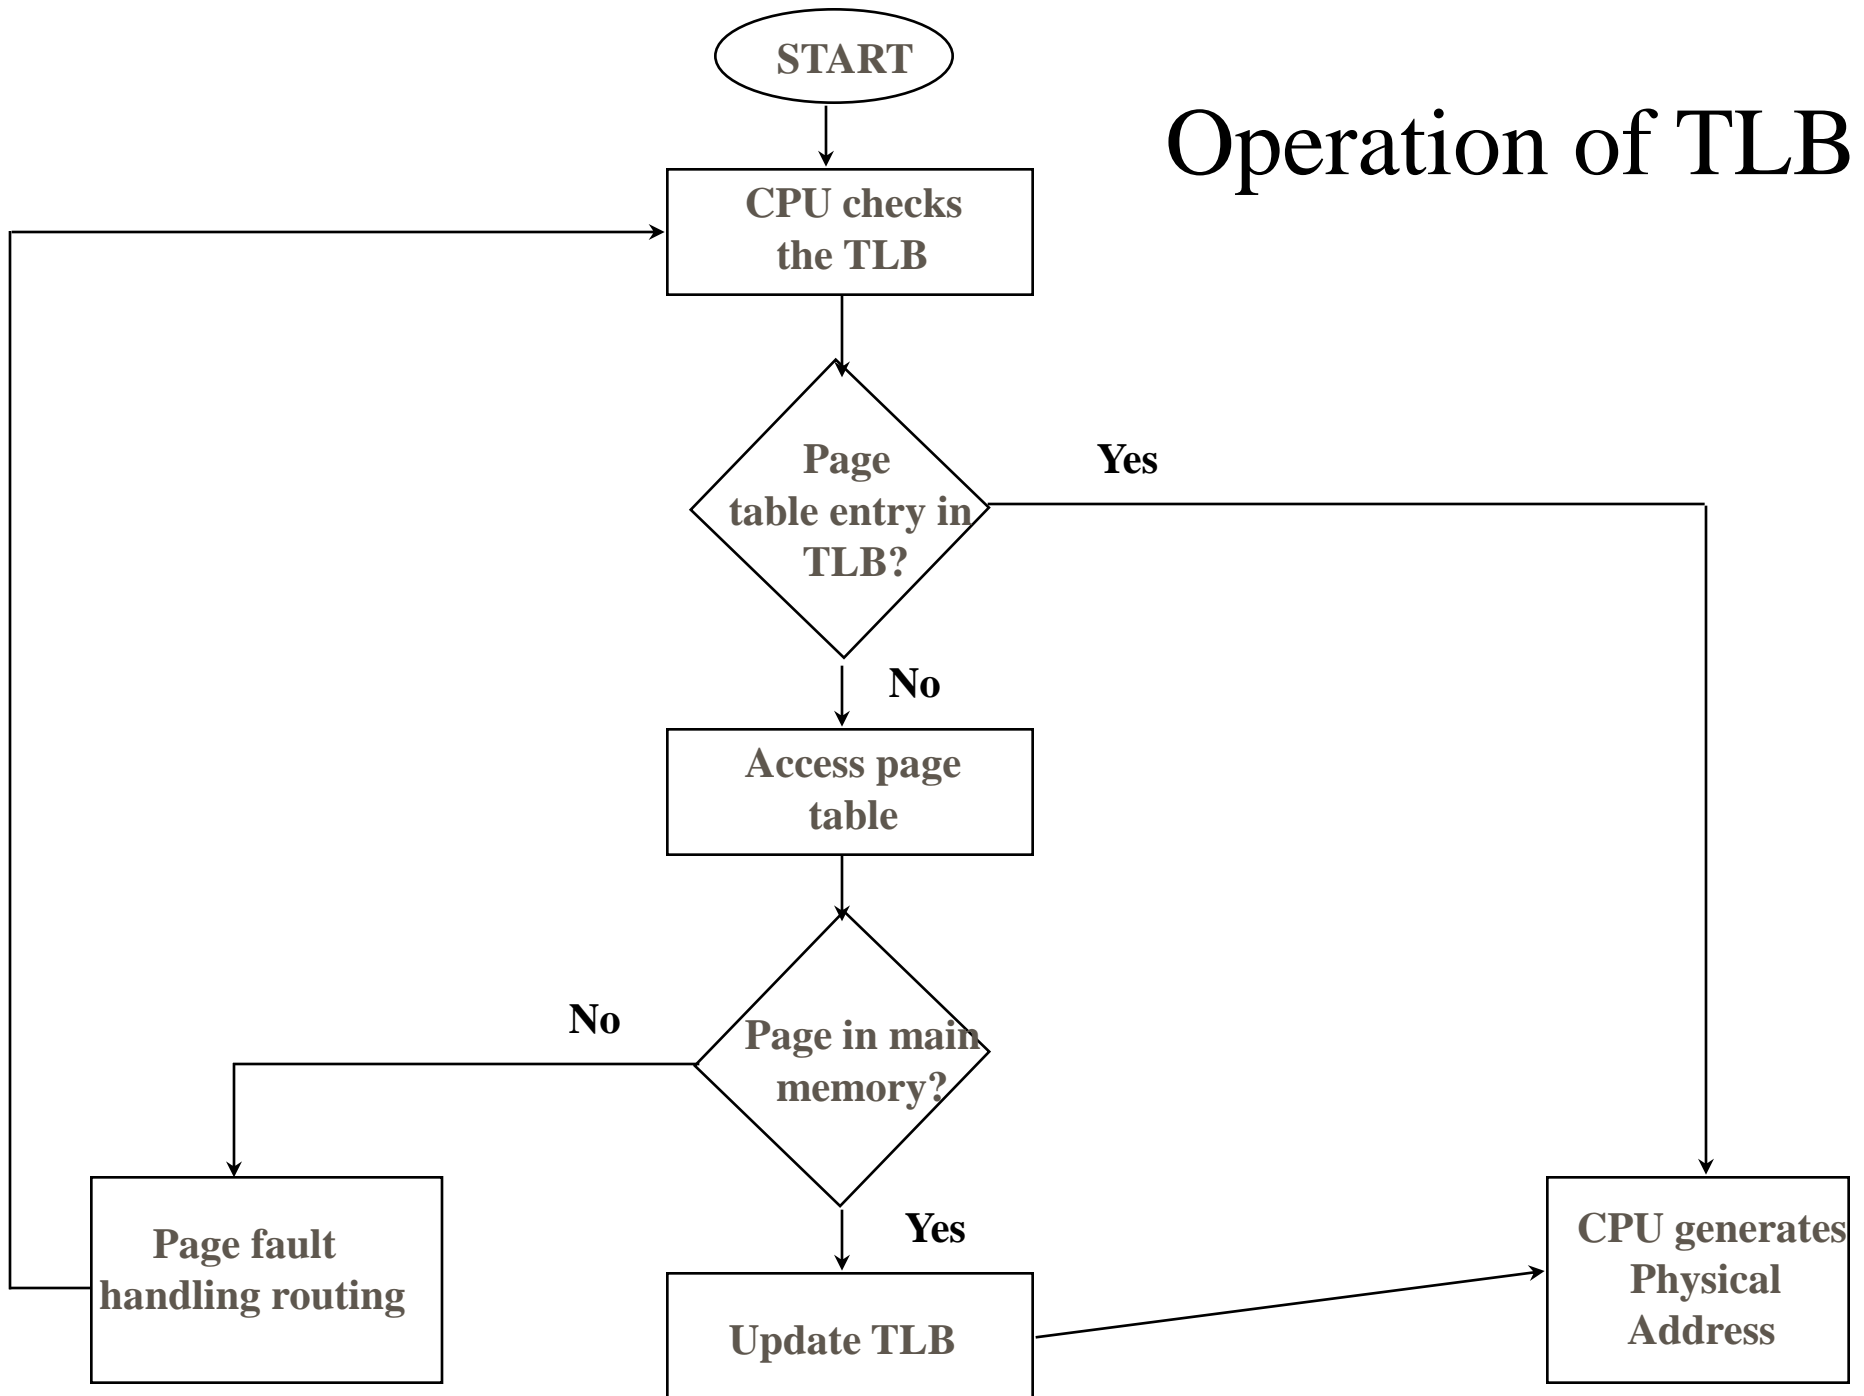 START
Operation of TLB
CPU checks
the TLB
Page
table entry in
TLB?
Yes
No
Access page
table
No
Page in main
memory?
Yes
Page fault
handling routing
Update TLB
CPU generates
Physical
Address